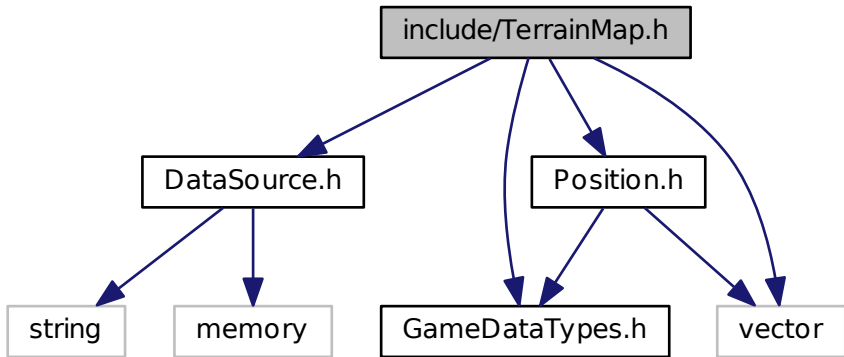 include/TerrainMap.h
DataSource.h
Position.h
string
memory
GameDataTypes.h
vector